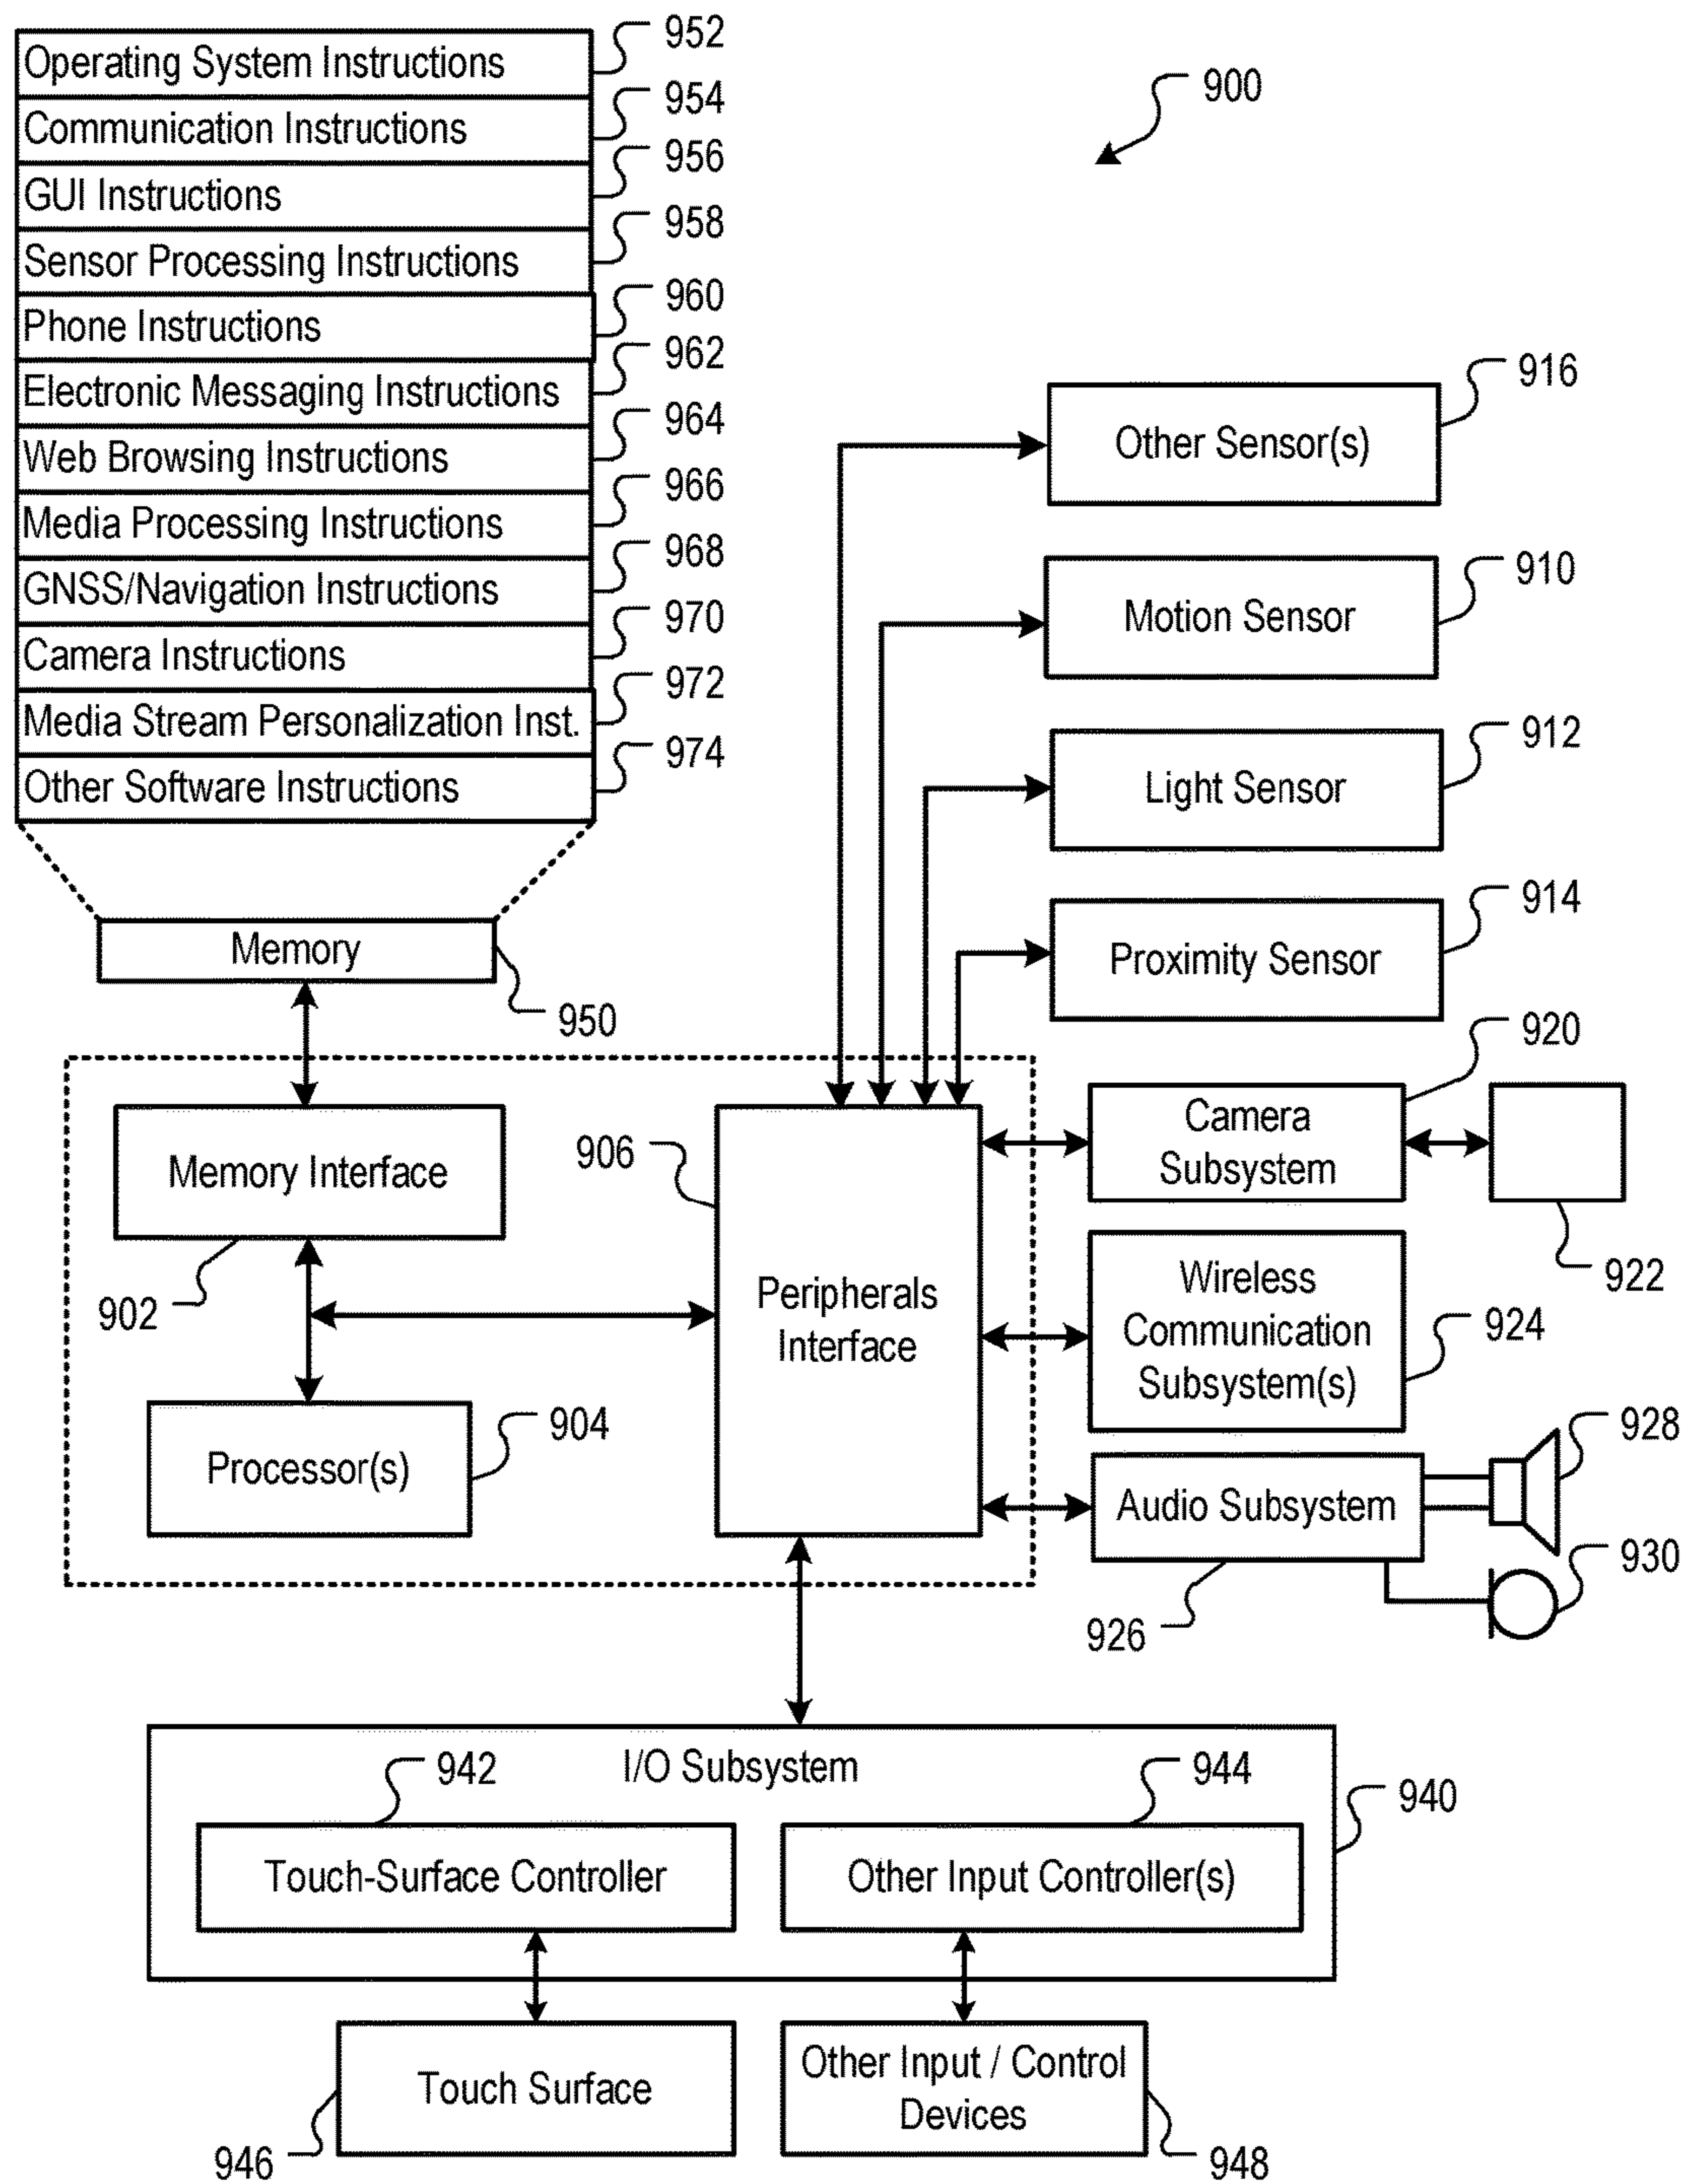 Operating System Instructions 952
Communication Instructions 954
GUI Instructions 956
Sensor Processing Instructions 958
Phone Instructions 960
Electronic Messaging Instructions 962
Web Browsing Instructions 964
Media Processing Instructions 966
GNSS/Navigation Instructions 968
Camera Instructions 970
Media Stream Personalization Inst. 972
Other Software Instructions 974
Memory
950
900
Other Sensor(s)
916
Motion Sensor
910
Light Sensor
912
Proximity Sensor
914
Memory Interface
902
Processor(s)
904
906
Peripherals
Interface
Camera
Subsystem
920
922
Wireless
Communication
Subsystem(s)
924
Audio Subsystem
926
928
930
I/O Subsystem
940
942
Touch-Surface Controller
944
Other Input Controller(s)
Touch Surface
946
Other Input / Control
Devices
948